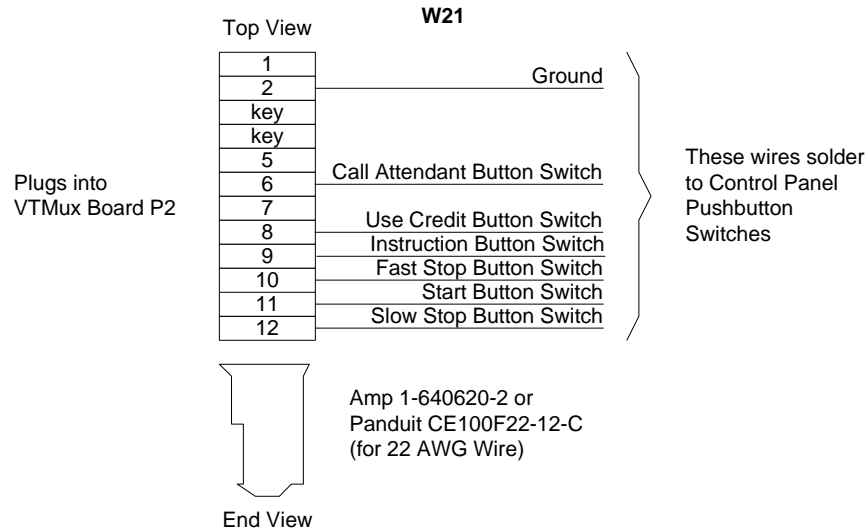 W21
Top View
1
2
key
key
5
6
7
8
9
10
11
12
Ground
Call Attendant Button Switch
Use Credit Button Switch
Instruction Button Switch
Fast Stop Button Switch
Start Button Switch
Slow Stop Button Switch
Plugs into
VTMux Board P2
These wires solder
to Control Panel
Pushbutton
Switches
Amp 1-640620-2 or
Panduit CE100F22-12-C
(for 22 AWG Wire)
End View